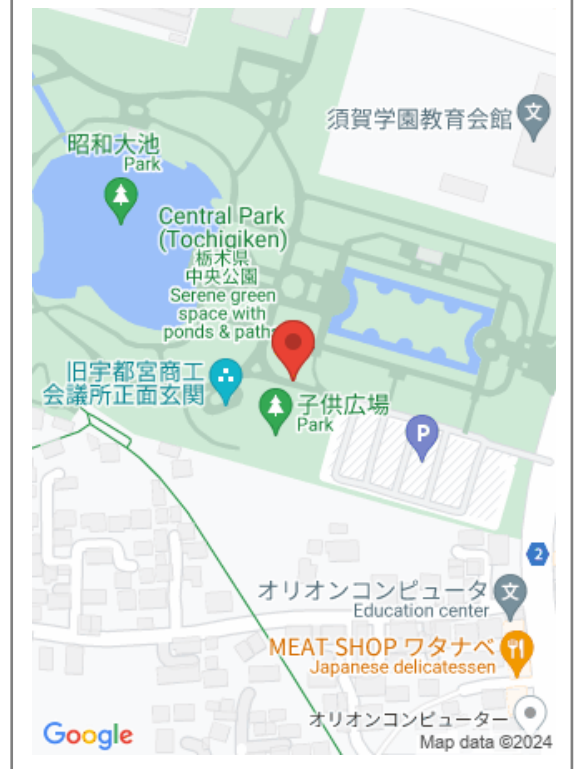 須賀学園教育会館
昭和大池
Park
Central Park
(Tochigiken)
栃木県
中央公園
Serene green
space with
ponds & paths
旧宇都宮商工
会議所正面玄関
子供広場
Park
P
2
オリオンコンピュータ
Education center
MEAT SHOP ワタナベ
Japanese delicatessen
オリオンコンピューター
Google
Map data ©2024